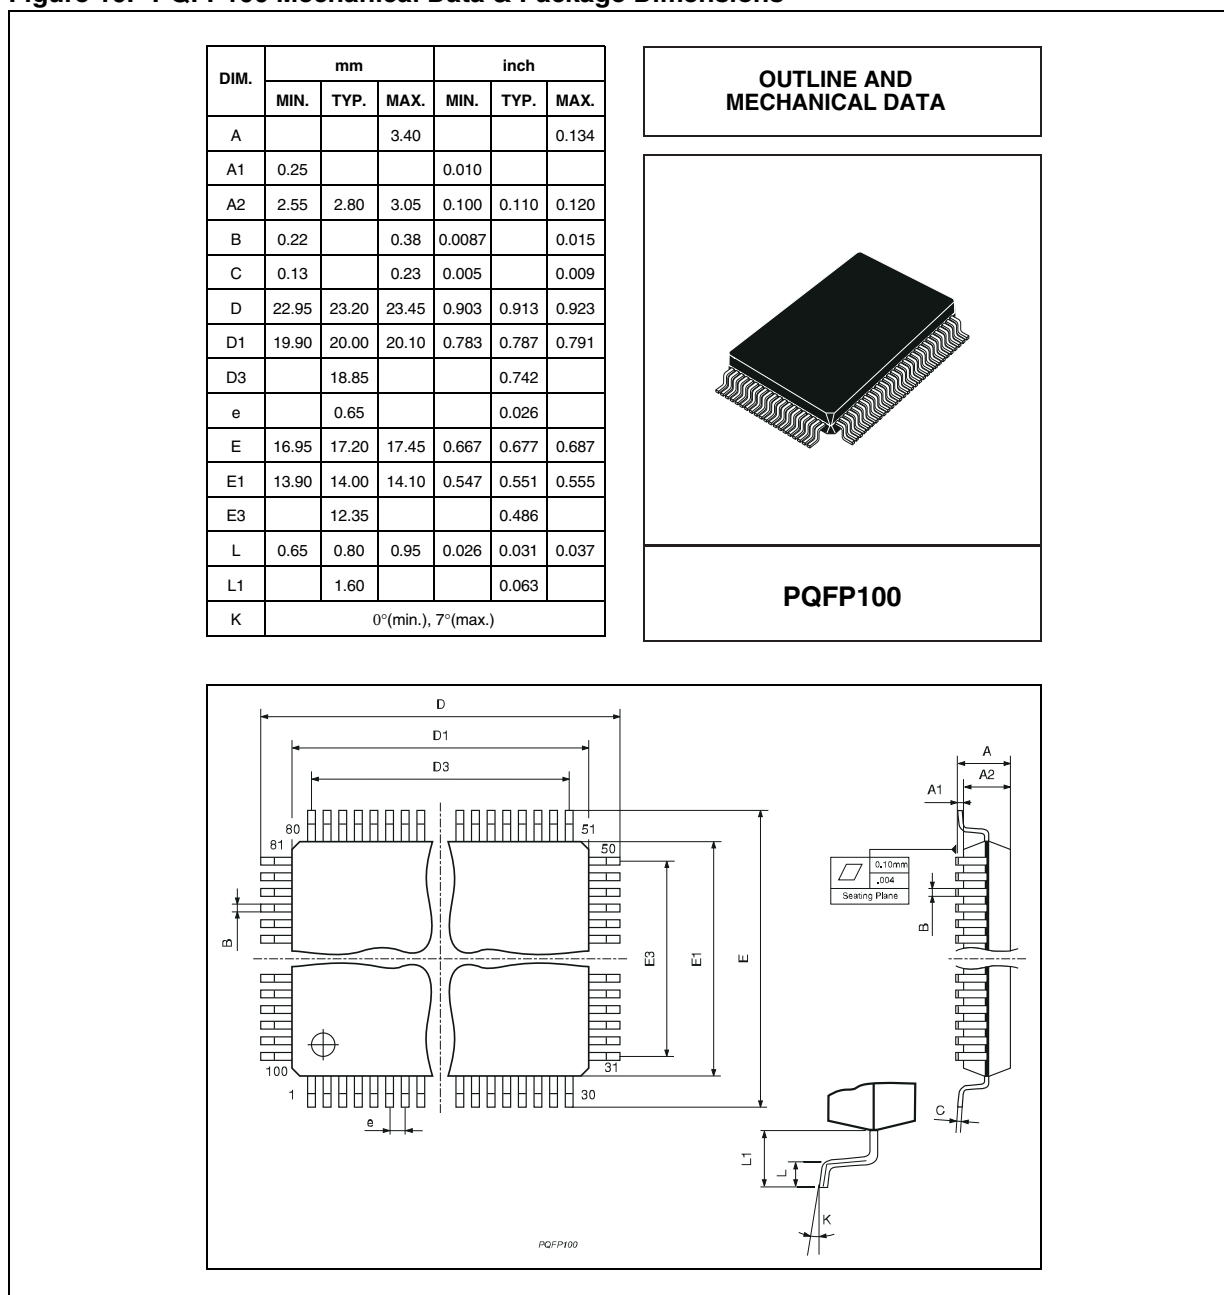 DIM. mm inch
MIN. TYP. MAX. MIN. TYP. MAX.
A 3.40 0.134
A1 0.25 0.010
A2 2.55 2.80 3.05 0.100 0.110 0.120
B 0.22 0.38 0.0087 0.015
C 0.13 0.23 0.005 0.009
D 22.95 23.20 23.45 0.903 0.913 0.923
D1 19.90 20.00 20.10 0.783 0.787 0.791
D3 18.85 0.742
e 0.65 0.026
E 16.95 17.20 17.45 0.667 0.677 0.687
E1 13.90 14.00 14.10 0.547 0.551 0.555
E3 12.35 0.486
L 0.65 0.80 0.95 0.026 0.031 0.037
L1 1.60 0.063
K 0°(min.), 7°(max.)
OUTLINE AND
MECHANICAL DATA
PQFP100
D
D1
D3
80
51
81
50
B
E3
E1
E
100
31
1
30
e
A
A2
A1
0.10mm
.004
Seating Plane
B
C
L1
L
K
PQFP100